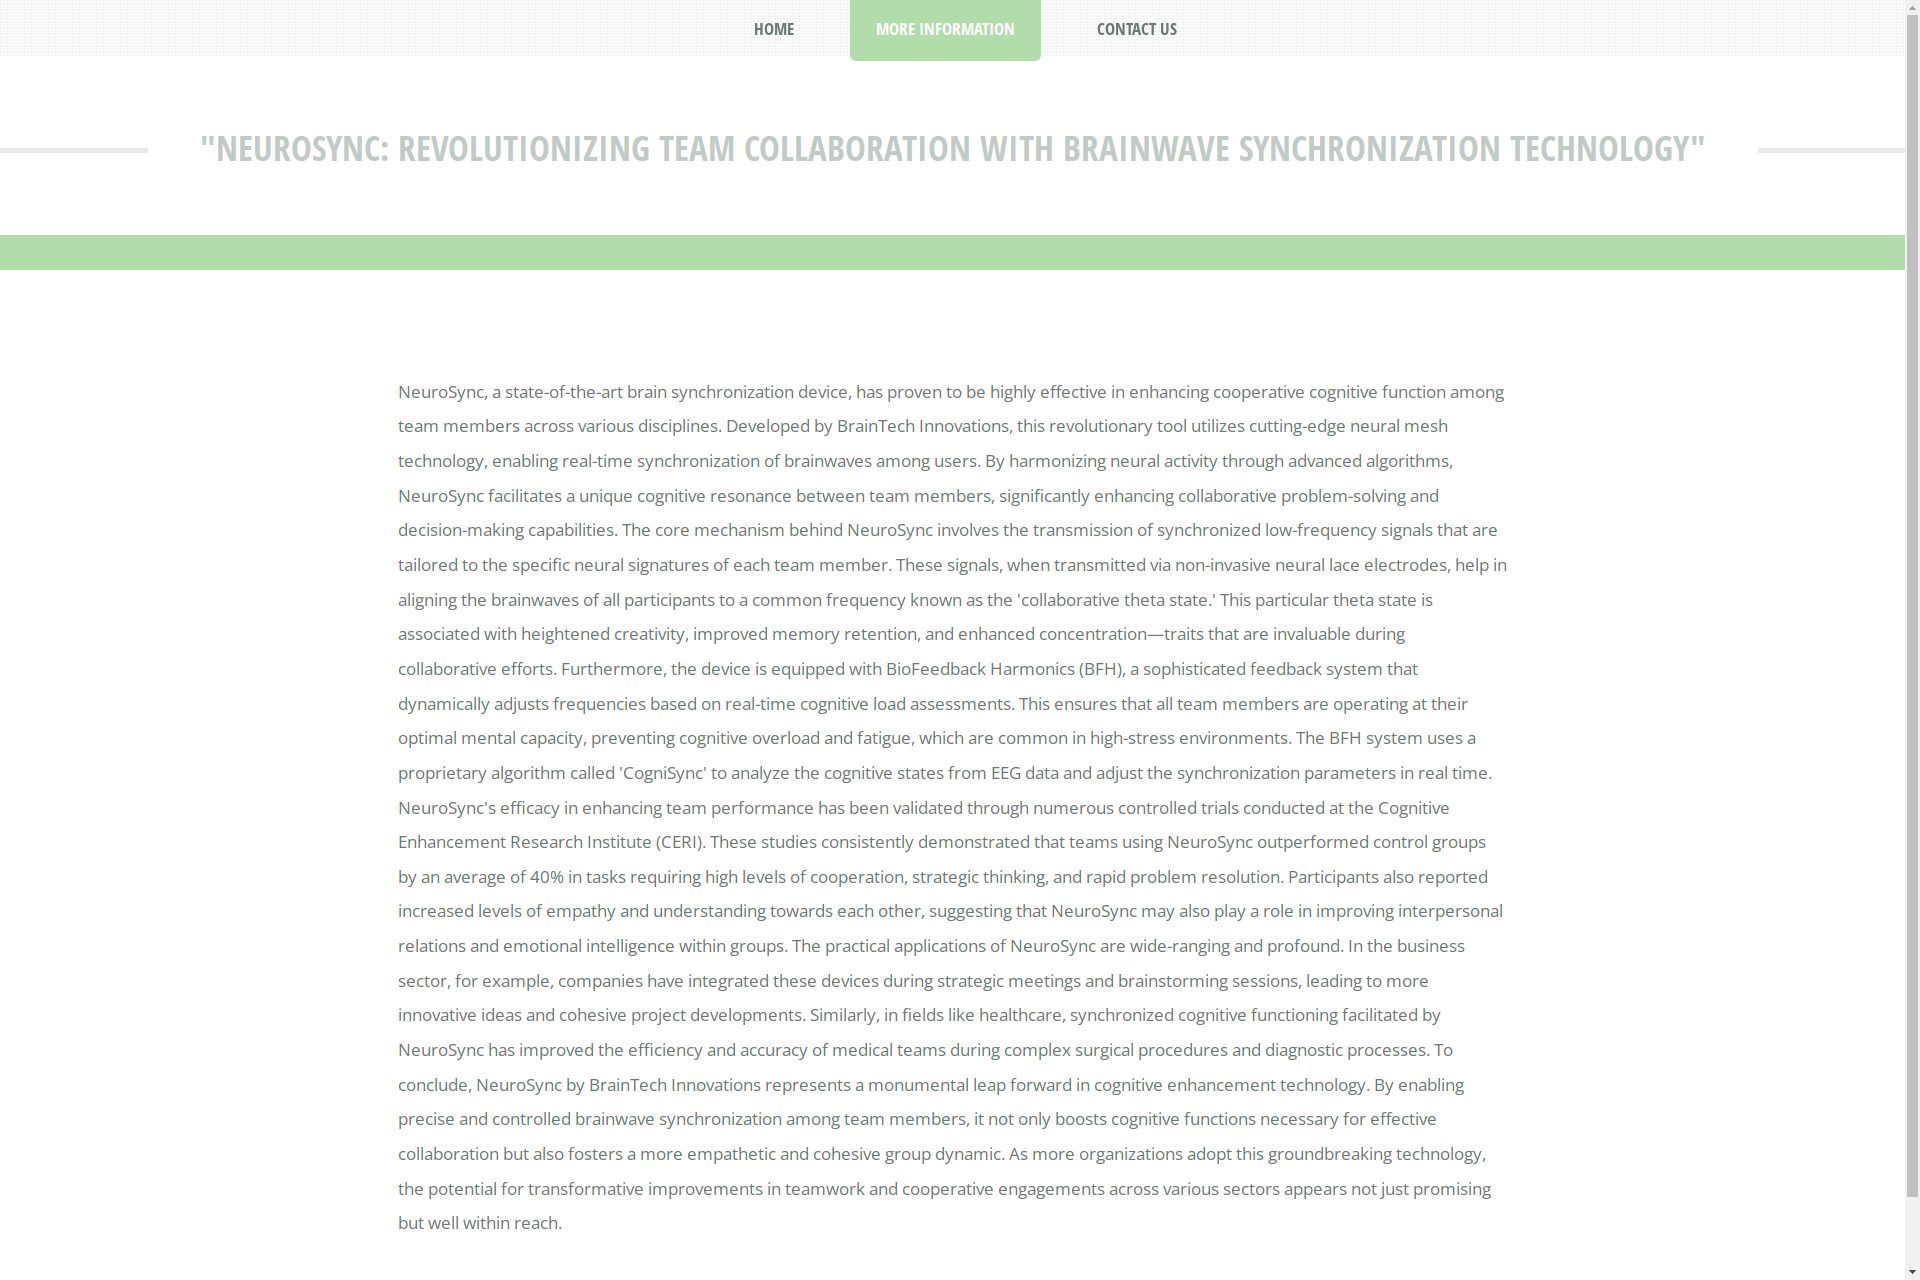 HOME
MORE INFORMATION
CONTACT US
"NEUROSYNC: REVOLUTIONIZING TEAM COLLABORATION WITH BRAINWAVE SYNCHRONIZATION TECHNOLOGY"
NeuroSync, a state-of-the-art brain synchronization device, has proven to be highly effective in enhancing cooperative cognitive function among
team members across various disciplines. Developed by BrainTech Innovations, this revolutionary tool utilizes cutting-edge neural mesh
technology, enabling real-time synchronization of brainwaves among users. By harmonizing neural activity through advanced algorithms,
NeuroSync facilitates a unique cognitive resonance between team members, significantly enhancing collaborative problem-solving and
decision-making capabilities. The core mechanism behind NeuroSync involves the transmission of synchronized low-frequency signals that are
tailored to the specific neural signatures of each team member. These signals, when transmitted via non-invasive neural lace electrodes, help in
aligning the brainwaves of all participants to a common frequency known as the 'collaborative theta state.' This particular theta state is
associated with heightened creativity, improved memory retention, and enhanced concentration—traits that are invaluable during
collaborative efforts. Furthermore, the device is equipped with BioFeedback Harmonics (BFH), a sophisticated feedback system that
dynamically adjusts frequencies based on real-time cognitive load assessments. This ensures that all team members are operating at their
optimal mental capacity, preventing cognitive overload and fatigue, which are common in high-stress environments. The BFH system uses a
proprietary algorithm called 'CogniSync' to analyze the cognitive states from EEG data and adjust the synchronization parameters in real time.
NeuroSync's efficacy in enhancing team performance has been validated through numerous controlled trials conducted at the Cognitive
Enhancement Research Institute (CERI). These studies consistently demonstrated that teams using NeuroSync outperformed control groups
by an average of 40% in tasks requiring high levels of cooperation, strategic thinking, and rapid problem resolution. Participants also reported
increased levels of empathy and understanding towards each other, suggesting that NeuroSync may also play a role in improving interpersonal
relations and emotional intelligence within groups. The practical applications of NeuroSync are wide-ranging and profound. In the business
sector, for example, companies have integrated these devices during strategic meetings and brainstorming sessions, leading to more
innovative ideas and cohesive project developments. Similarly, in fields like healthcare, synchronized cognitive functioning facilitated by
NeuroSync has improved the efficiency and accuracy of medical teams during complex surgical procedures and diagnostic processes. To
conclude, NeuroSync by BrainTech Innovations represents a monumental leap forward in cognitive enhancement technology. By enabling
precise and controlled brainwave synchronization among team members, it not only boosts cognitive functions necessary for effective
collaboration but also fosters a more empathetic and cohesive group dynamic. As more organizations adopt this groundbreaking technology,
the potential for transformative improvements in teamwork and cooperative engagements across various sectors appears not just promising
but well within reach.